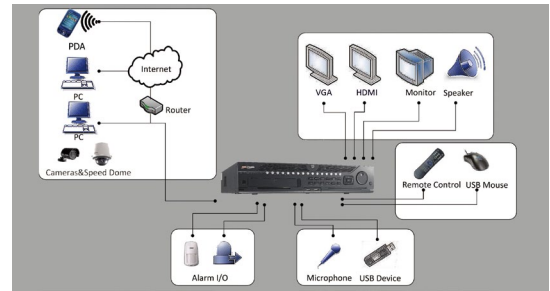 PDA
Internet
PC
Router
PC
Cameras&Speed Dome
VGA HDMI Monitor Speaker
Remote Control USB Mouse
Alarm I/O
Microphone USB Device